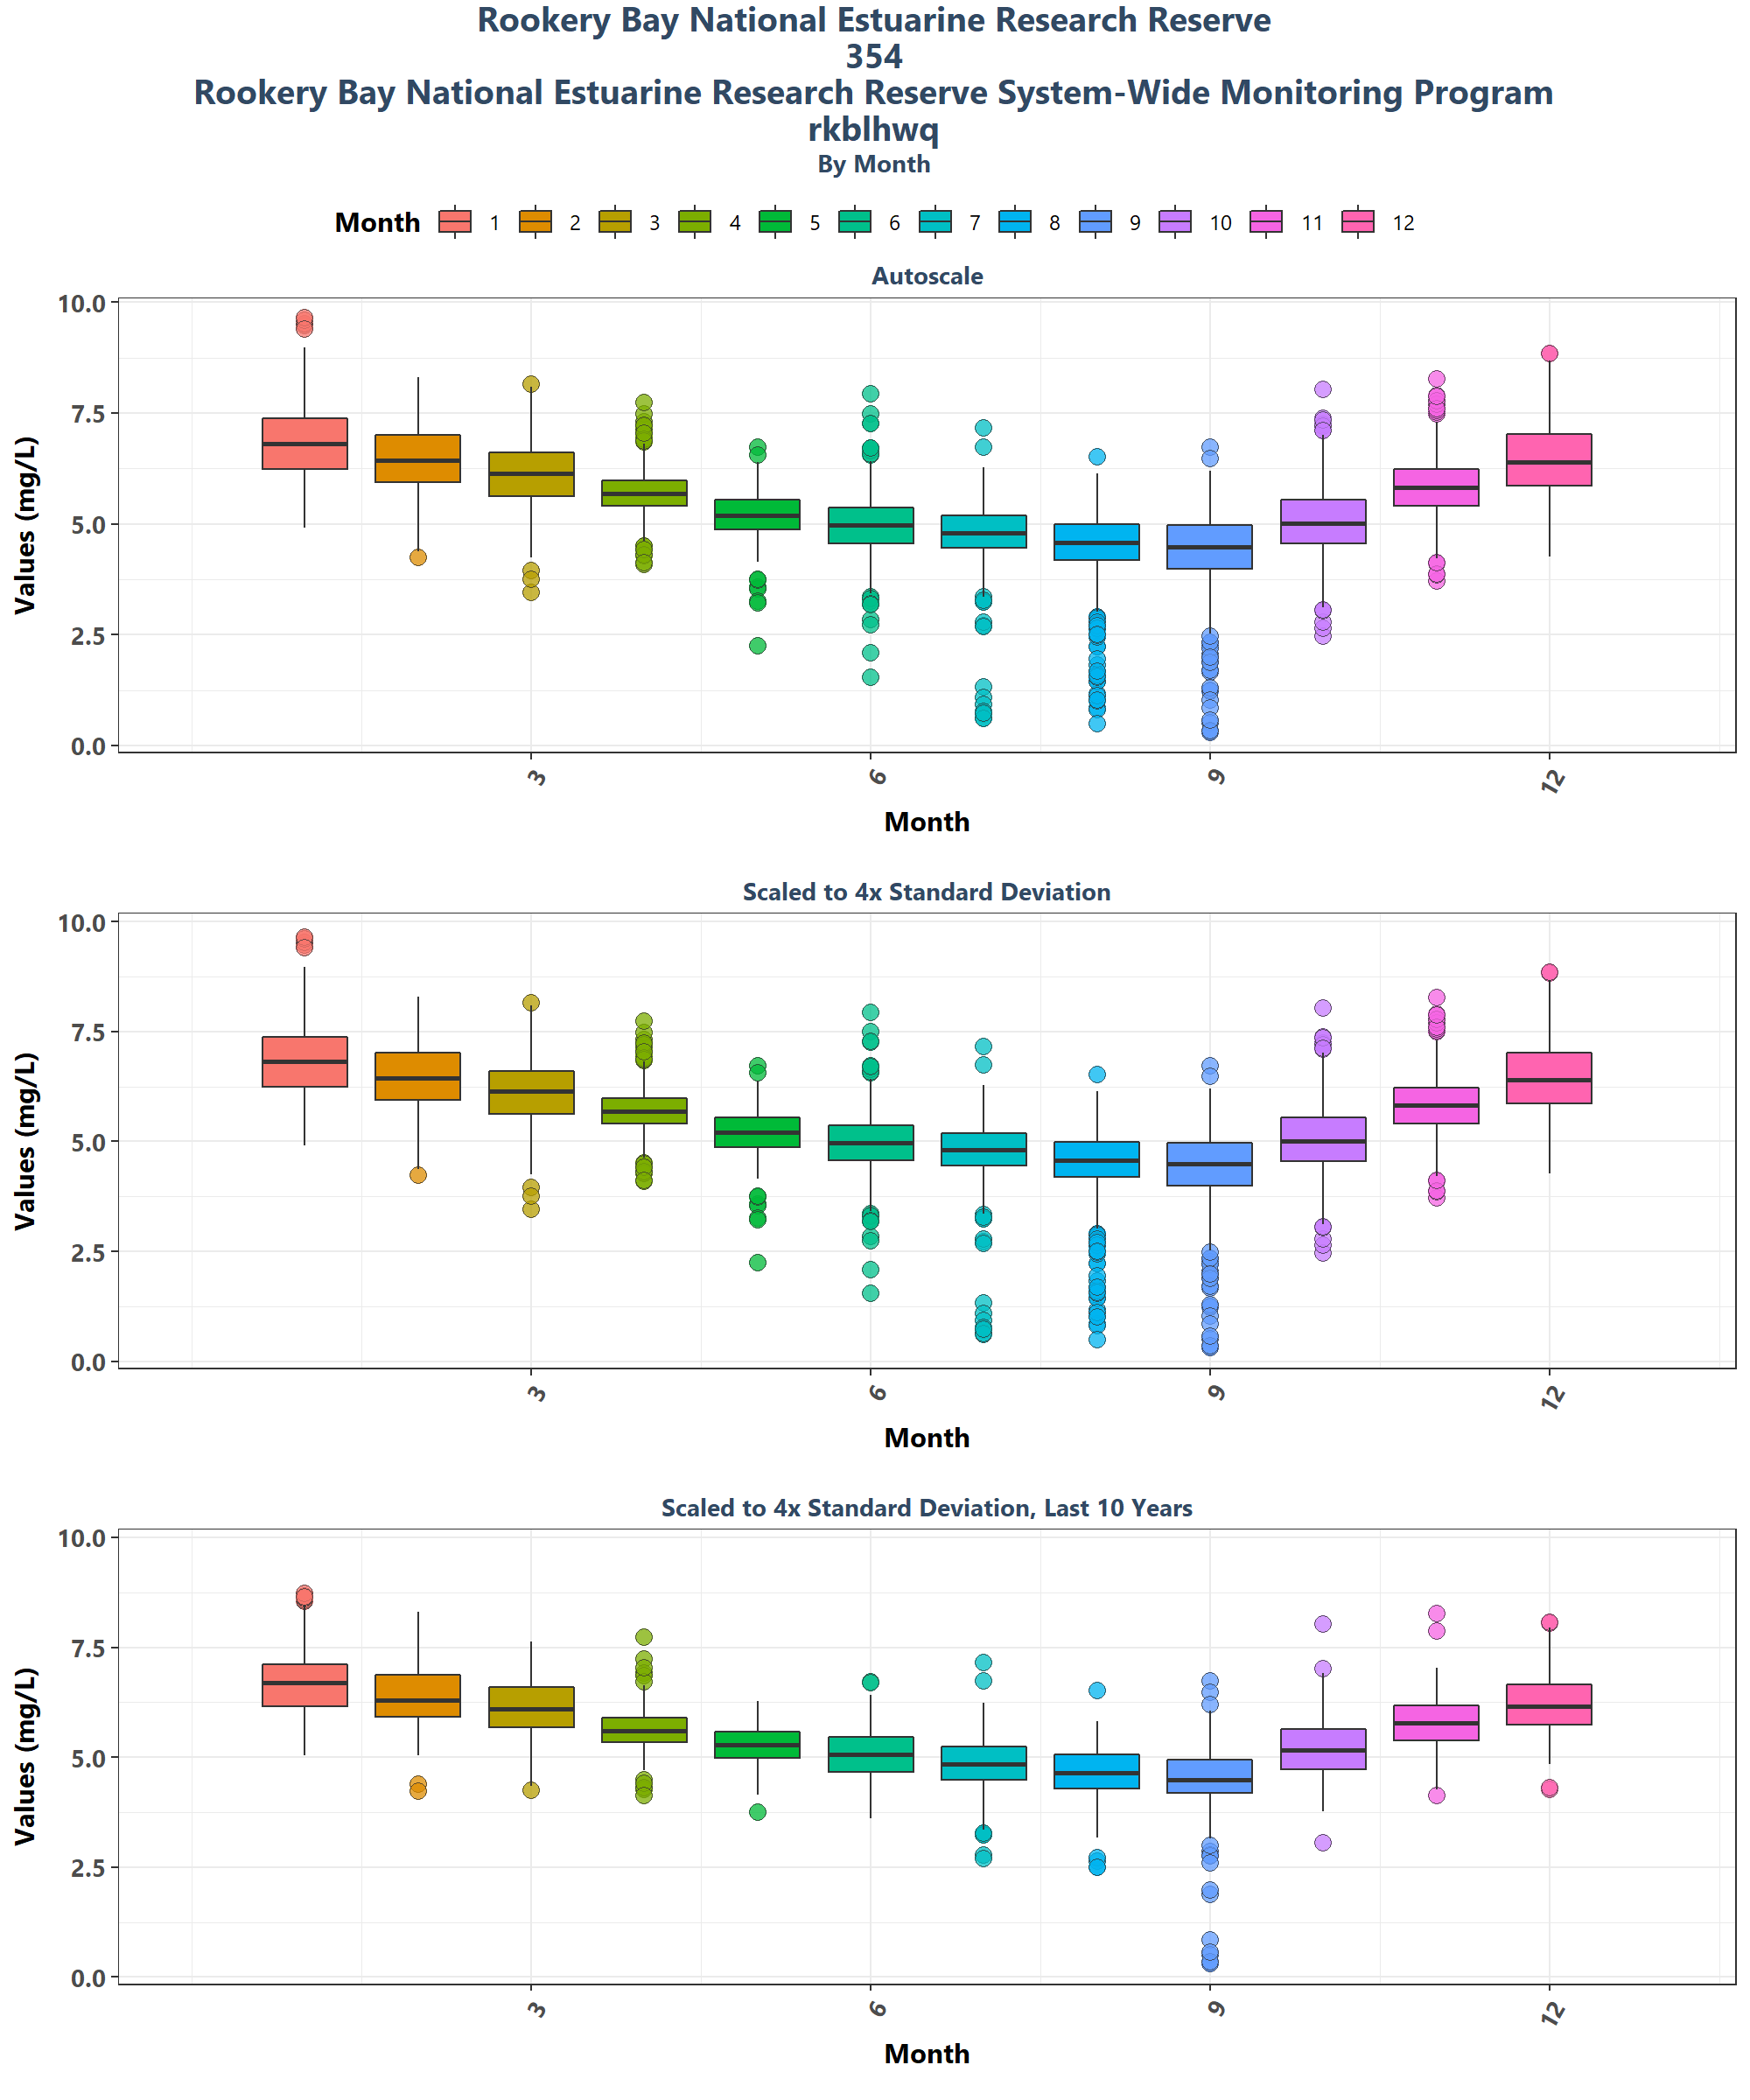 Rookery Bay National Estuarine Research Reserve
354
Rookery Bay National Estuarine Research Reserve System-Wide Monitoring Program
rkblhwq
By Month
Month 1 2 3 4 5 6 7 8 9 10 11 12
Autoscale
Values (mg/L)
10.0
7.5
5.0
2.5
0.0
3 6 9 12
Month
Scaled to 4x Standard Deviation
Values (mg/L)
10.0
7.5
5.0
2.5
0.0
3 6 9 12
Month
Scaled to 4x Standard Deviation, Last 10 Years
Values (mg/L)
10.0
7.5
5.0
2.5
0.0
3 6 9 12
Month